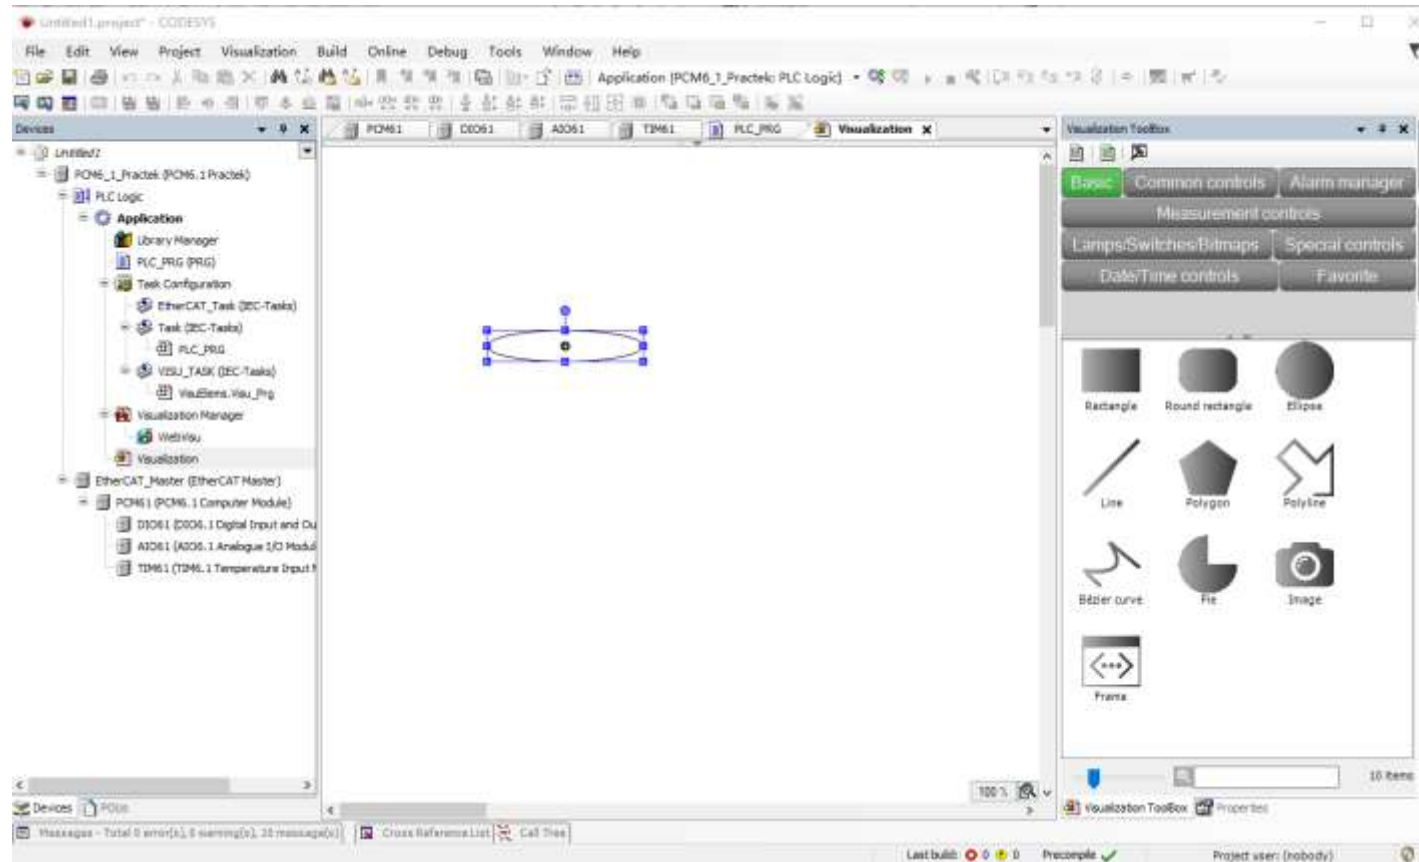 Untitled1.project* - CODESYS
File Edit View Project Visualization Build Online Debug Tools Window Help
Application (PCM6_1_Practek: PLC Logic)
Devices
PCM61 DIO61 AIO61 TIM61 PLC_PRG Visualization
Visualization ToolBox
PCM6_1_Practek (PCM6.1 Practek)
PLC Logic
Application
Library Manager
PLC_PRG (PRG)
Task Configuration
EtherCAT_Task (IEC-Tasks)
Task (IEC-Tasks)
PLC_PRG
VISU_TASK (IEC-Tasks)
VisuElems.Visu_Prg
Visualization Manager
WebVisu
Visualization
EtherCAT_Master (EtherCAT Master)
PCM61 (PCM6.1 Computer Module)
DIO61 (DIO6.1 Digital Input and Ou
AIO61 (AIO6.1 Analogue I/O Modul
TIM61 (TIM6.1 Temperature Input M
Basic Common controls Alarm manager
Measurement controls
Lamps/Switches/Bitmaps Special controls
Date/Time controls Favorite
Rectangle Round rectangle Ellipse
Line Polygon Polyline
Bézier curve Pie Image
Frame
100 %
10 Items
Devices POUs
Visualization ToolBox Properties
Messages - Total 0 error(s), 0 warning(s), 20 message(s) Cross Reference List Call Tree
Last build: 0 0 Precompile Project user: (nobody)